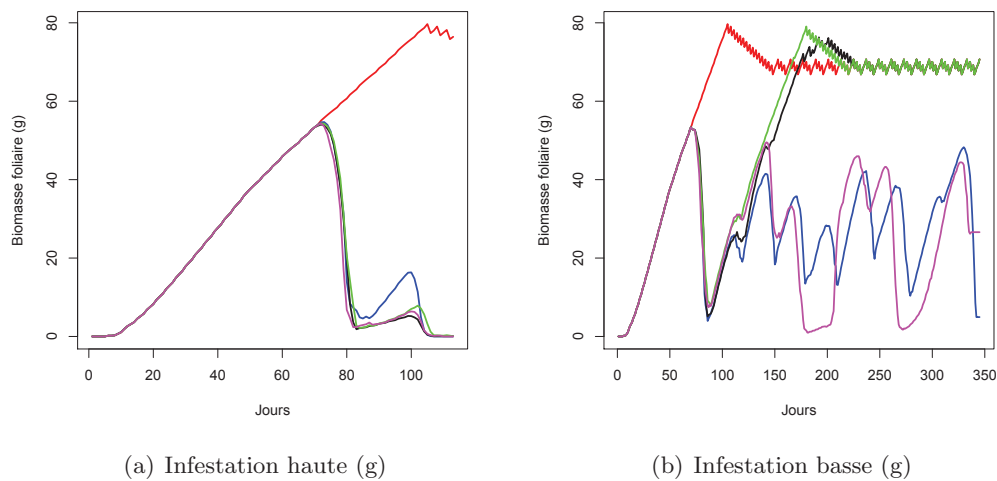 80
60
40
20
0
Biomasse foliaire (g)
0 20 40 60 80 100
Jours
(a) Infestation haute (g)
80
60
40
20
0
Biomasse foliaire (g)
0 50 100 150 200 250 300 350
Jours
(b) Infestation basse (g)